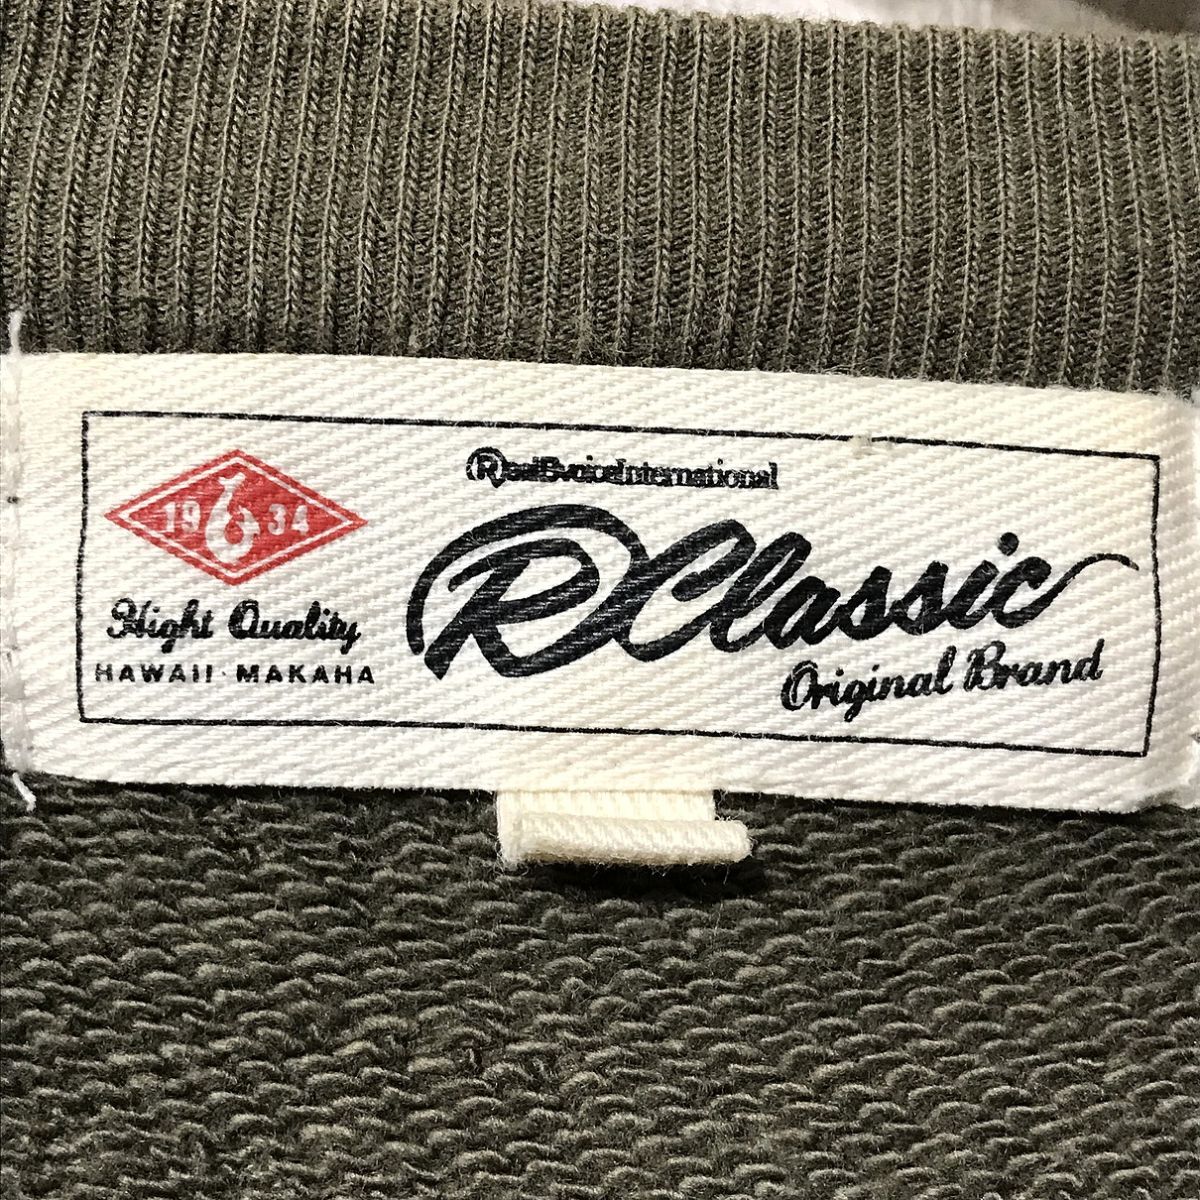 ⓇealBvoiceInternational
19 b 34
RClassic
Hight Quality
HAWAII · MAKAHA
Original Brand